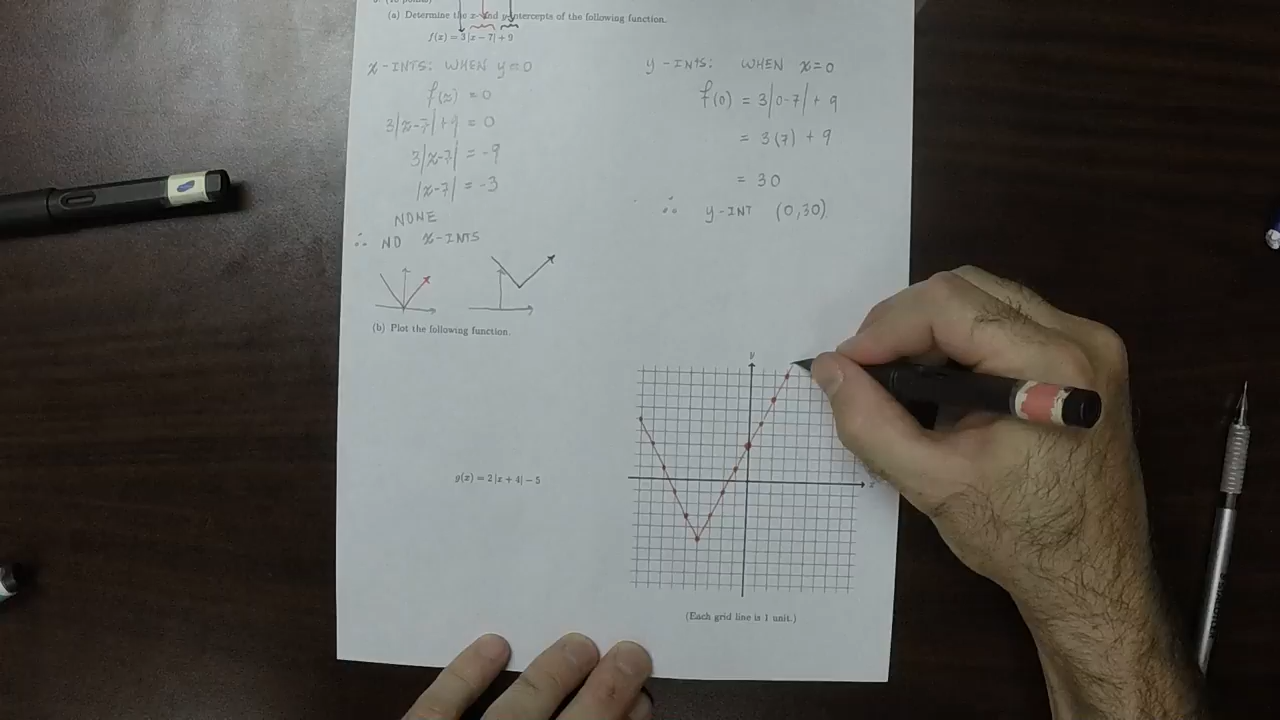 (a) Determine the x- and y-intercepts of the following function.
f(x) = 3|x − 7| + 9
x-INTS: WHEN y=0
f(x) = 0
3|x-7|+9 = 0
3|x-7| = -9
|x-7| = -3
NONE
∴ NO x-INTS
y-INTS: WHEN x=0
f(0) = 3|0-7| + 9
= 3(7) + 9
= 30
∴ y-INT (0,30)
(b) Plot the following function.
g(x) = 2|x + 4| − 5
y
x
(Each grid line is 1 unit.)